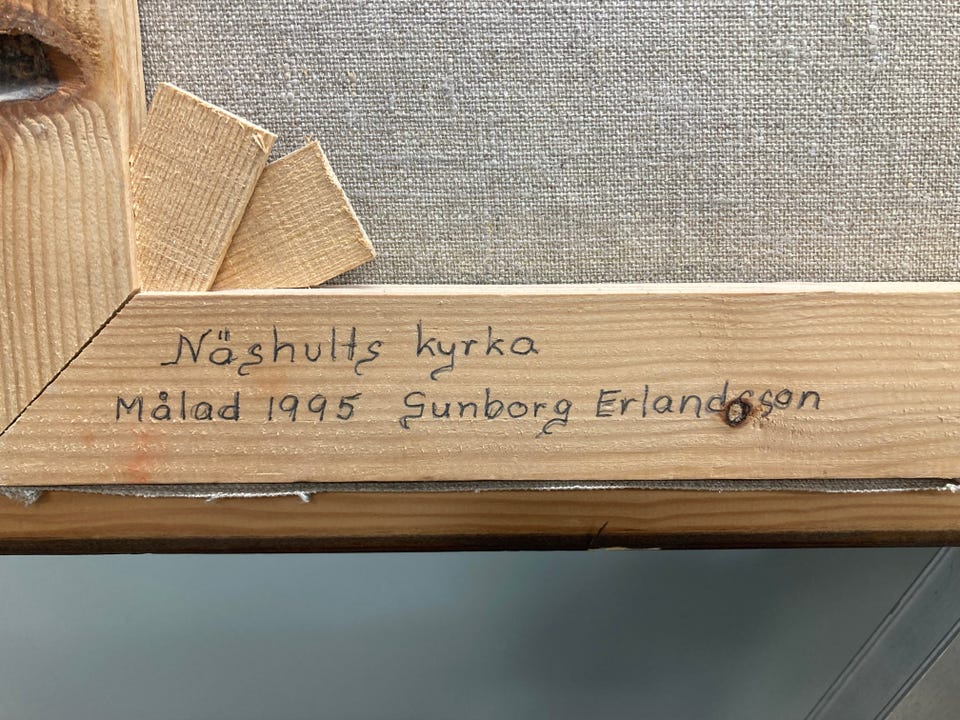 Näshults kyrka
Målad 1995 Gunborg Erlandsson